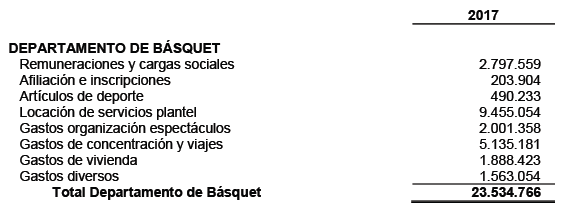 2017
DEPARTAMENTO DE BÁSQUET
Remuneraciones y cargas sociales 2.797.559
Afiliación e inscripciones 203.904
Artículos de deporte 490.233
Locación de servicios plantel 9.455.054
Gastos organización espectáculos 2.001.358
Gastos de concentración y viajes 5.135.181
Gastos de vivienda 1.888.423
Gastos diversos 1.563.054
Total Departamento de Básquet 23.534.766